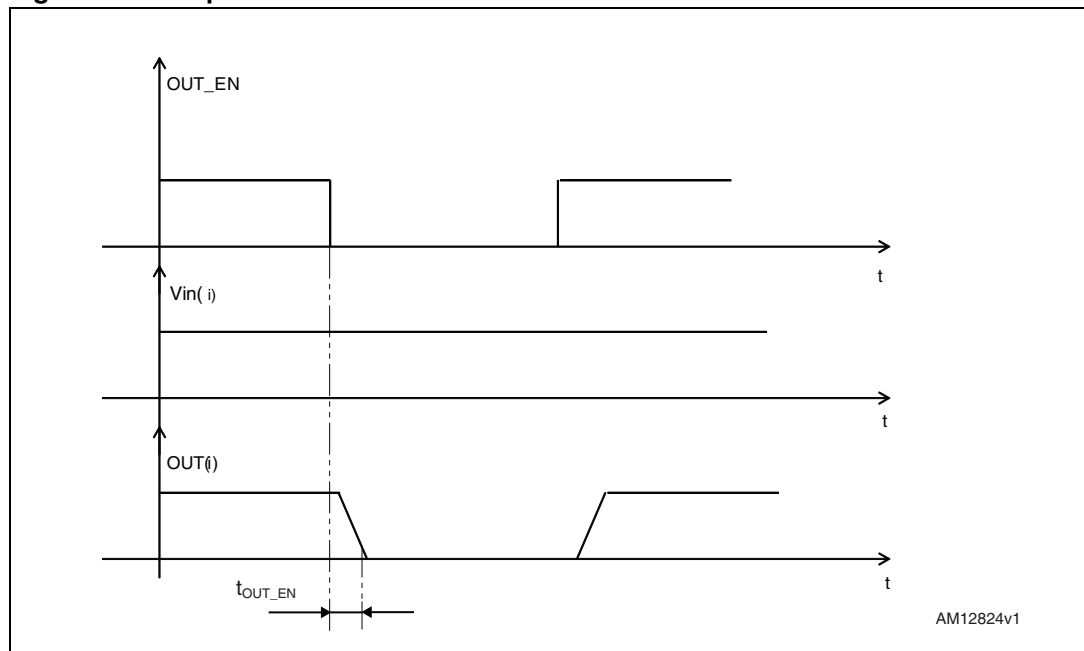 OUT_EN
t
Vin( i)
t
OUT(i)
t
tOUT_EN
AM12824v1